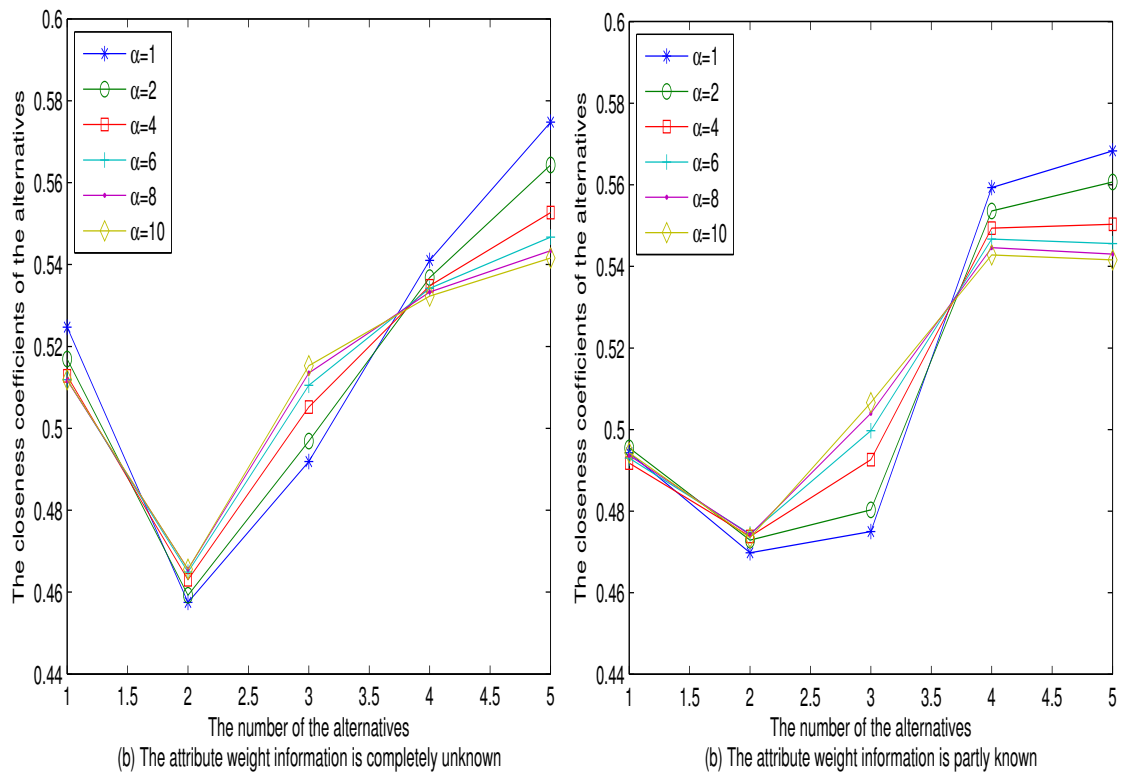 The closeness coefficients of the alternatives
0.6
0.58
0.56
0.54
0.52
0.5
0.48
0.46
0.44
α=1
α=2
α=4
α=6
α=8
α=10
1 1.5 2 2.5 3 3.5 4 4.5 5
The number of the alternatives
(b) The attribute weight information is completely unknown
The closeness coefficients of the alternatives
0.6
0.58
0.56
0.54
0.52
0.5
0.48
0.46
0.44
α=1
α=2
α=4
α=6
α=8
α=10
1 1.5 2 2.5 3 3.5 4 4.5 5
The number of the alternatives
(b) The attribute weight information is partly known